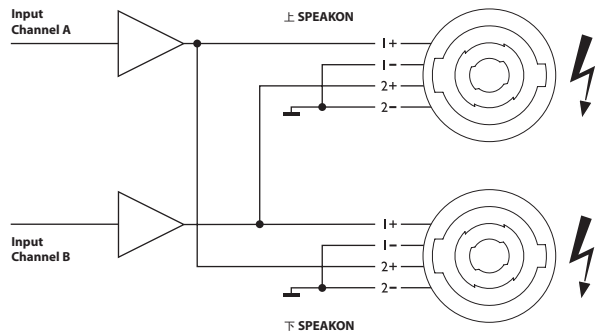 Input
Channel A
上 SPEAKON
1+
1-
2+
2-
Input
Channel B
1+
1-
2+
2-
下 SPEAKON